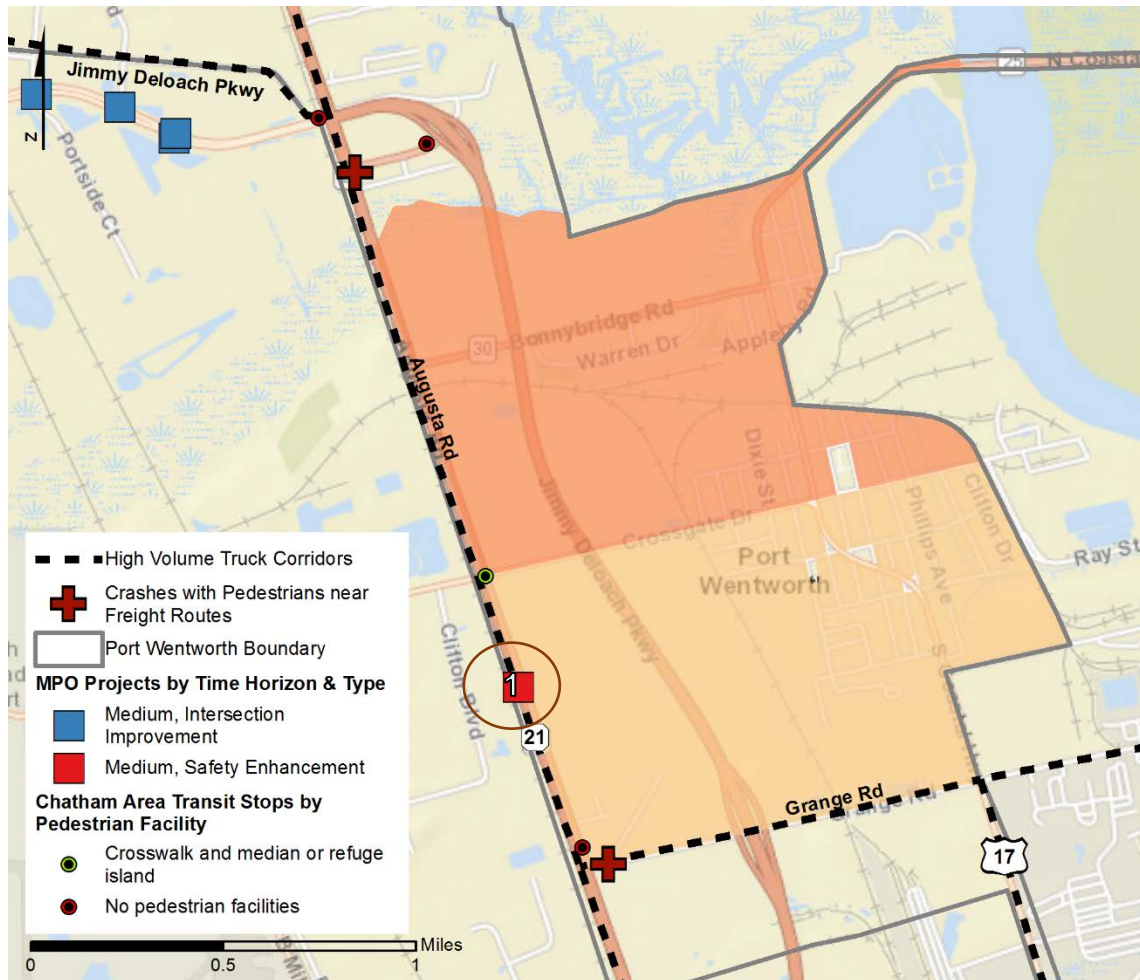 Jimmy Deloach Pkwy
25
N Coasta
Z
Portside Ct
30
Bonnybridge Rd
Warren Dr
Appleby Rd
Augusta Rd
Dixie St
Jimmy Deloach Pkwy
Crossgate Dr
Phillips Ave
Clifton Dr
Ray St
Port
Wentworth
Clifton Blvd
1
21
Grange Rd
Grange Rd
17
High Volume Truck Corridors
Crashes with Pedestrians near
Freight Routes
Port Wentworth Boundary
MPO Projects by Time Horizon & Type
Medium, Intersection
Improvement
Medium, Safety Enhancement
Chatham Area Transit Stops by
Pedestrian Facility
Crosswalk and median or refuge
island
No pedestrian facilities
Miles
0
0.5
1